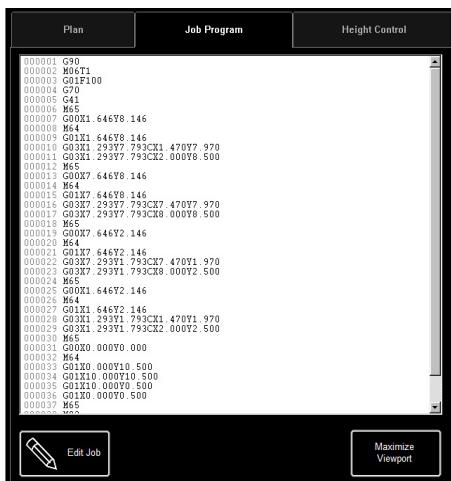 Plan
Job Program
Height Control
000001 G90
000002 M06T1
000003 G01F100
000004 G70
000005 G41
000006 M65
000007 G00X1.646Y8.146
000008 M64
000009 G01X1.646Y8.146
000010 G03X1.293Y7.793CX1.470Y7.970
000011 G03X1.293Y7.793CX2.000Y8.500
000012 M65
000013 G00X7.646Y8.146
000014 M64
000015 G01X7.646Y8.146
000016 G03X7.293Y7.793CX7.470Y7.970
000017 G03X7.293Y7.793CX8.000Y8.500
000018 M65
000019 G00X7.646Y2.146
000020 M64
000021 G01X7.646Y2.146
000022 G03X7.293Y1.793CX7.470Y1.970
000023 G03X7.293Y1.793CX8.000Y2.500
000024 M65
000025 G00X1.646Y2.146
000026 M64
000027 G01X1.646Y2.146
000028 G03X1.293Y1.793CX1.470Y1.970
000029 G03X1.293Y1.793CX2.000Y2.500
000030 M65
000031 G00X0.000Y0.000
000032 M64
000033 G01X0.000Y10.500
000034 G01X10.000Y10.500
000035 G01X10.000Y0.500
000036 G01X0.000Y0.500
000037 M65
Edit Job
Maximize
Viewport